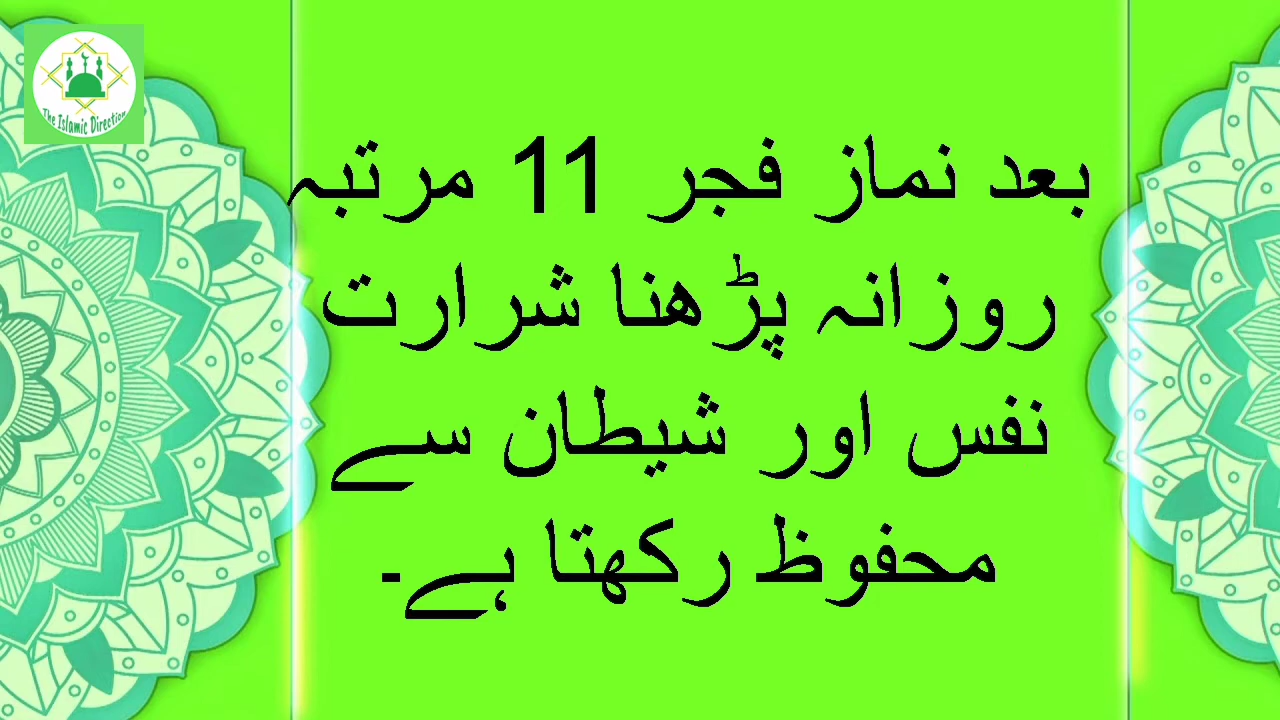 The Islamic Direction
بعد نماز فجر 11 مرتبہ
روزانہ پڑھنا شرارت
نفس اور شیطان سے
محفوظ رکھتا ہے۔